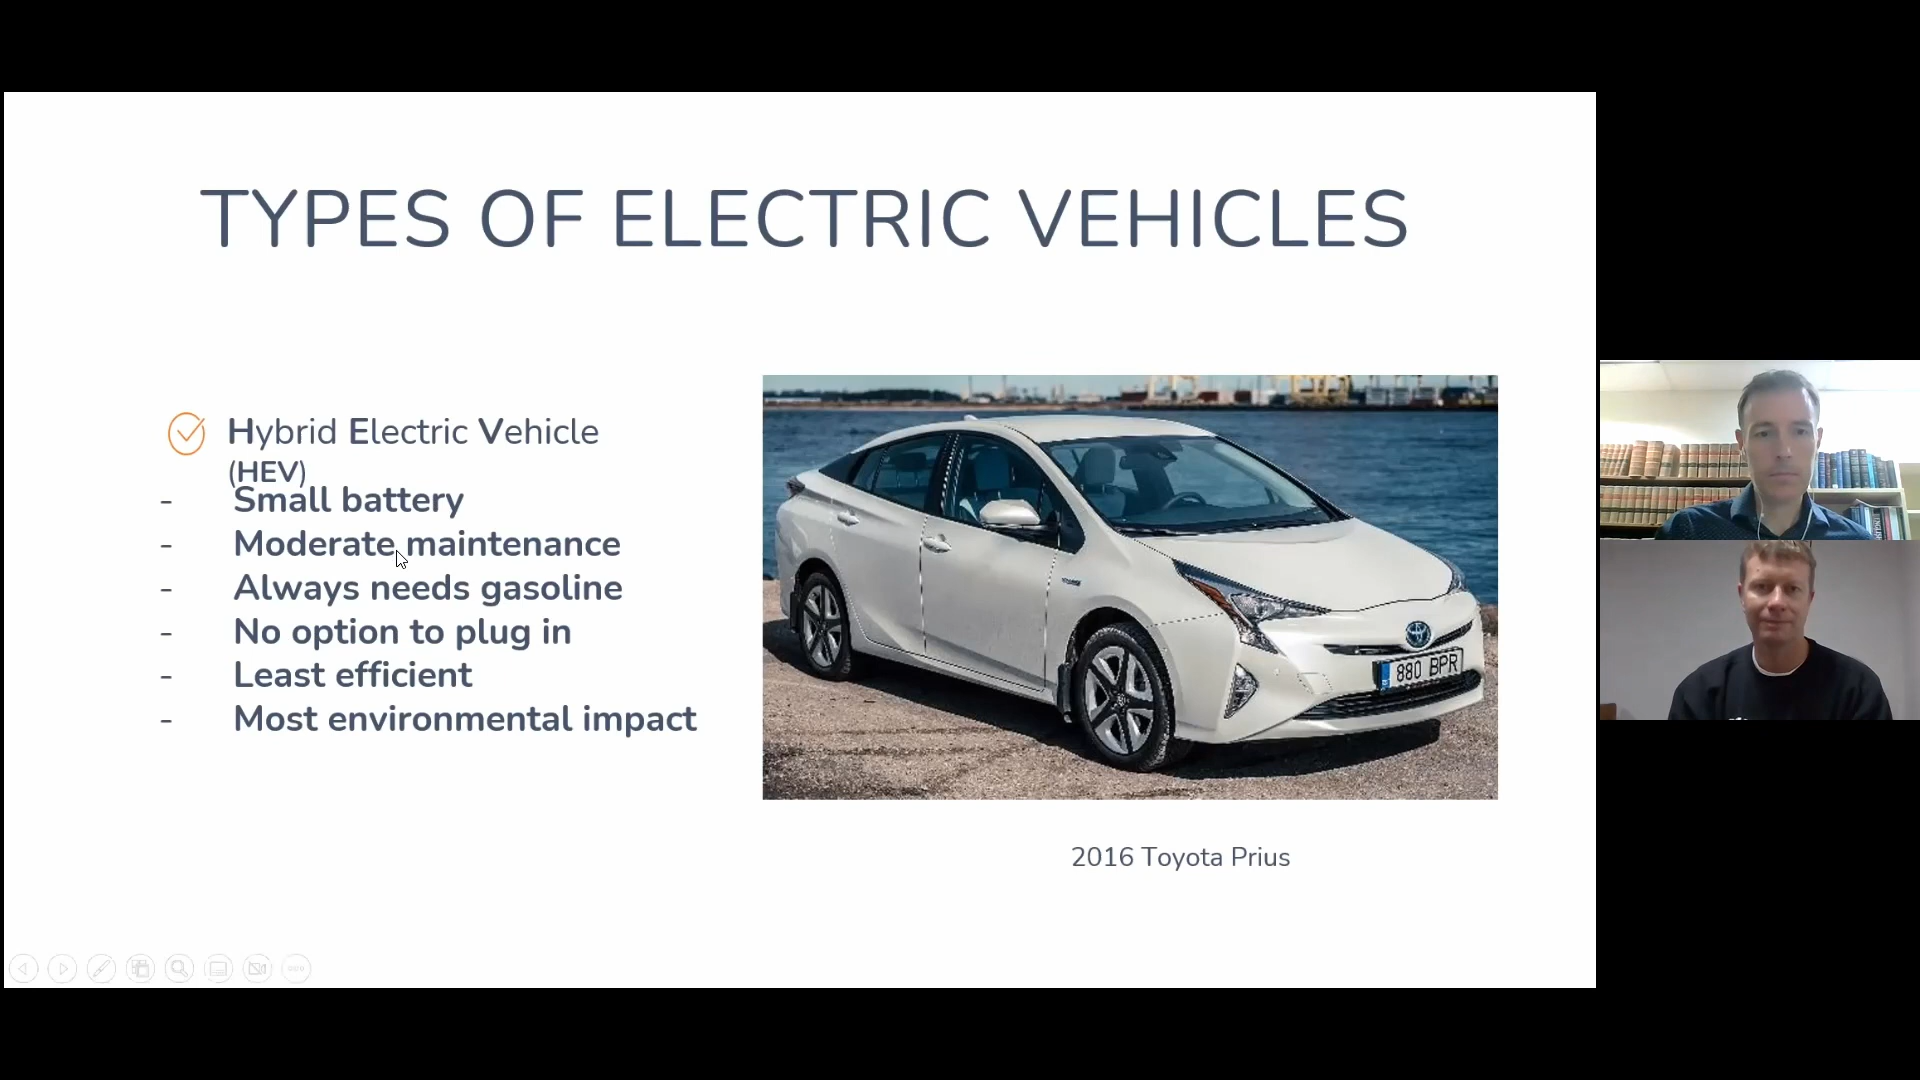 TYPES OF ELECTRIC VEHICLES
Hybrid Electric Vehicle
(HEV)
- Small battery
- Moderate maintenance
- Always needs gasoline
- No option to plug in
- Least efficient
- Most environmental impact
880 BPR
2016 Toyota Prius